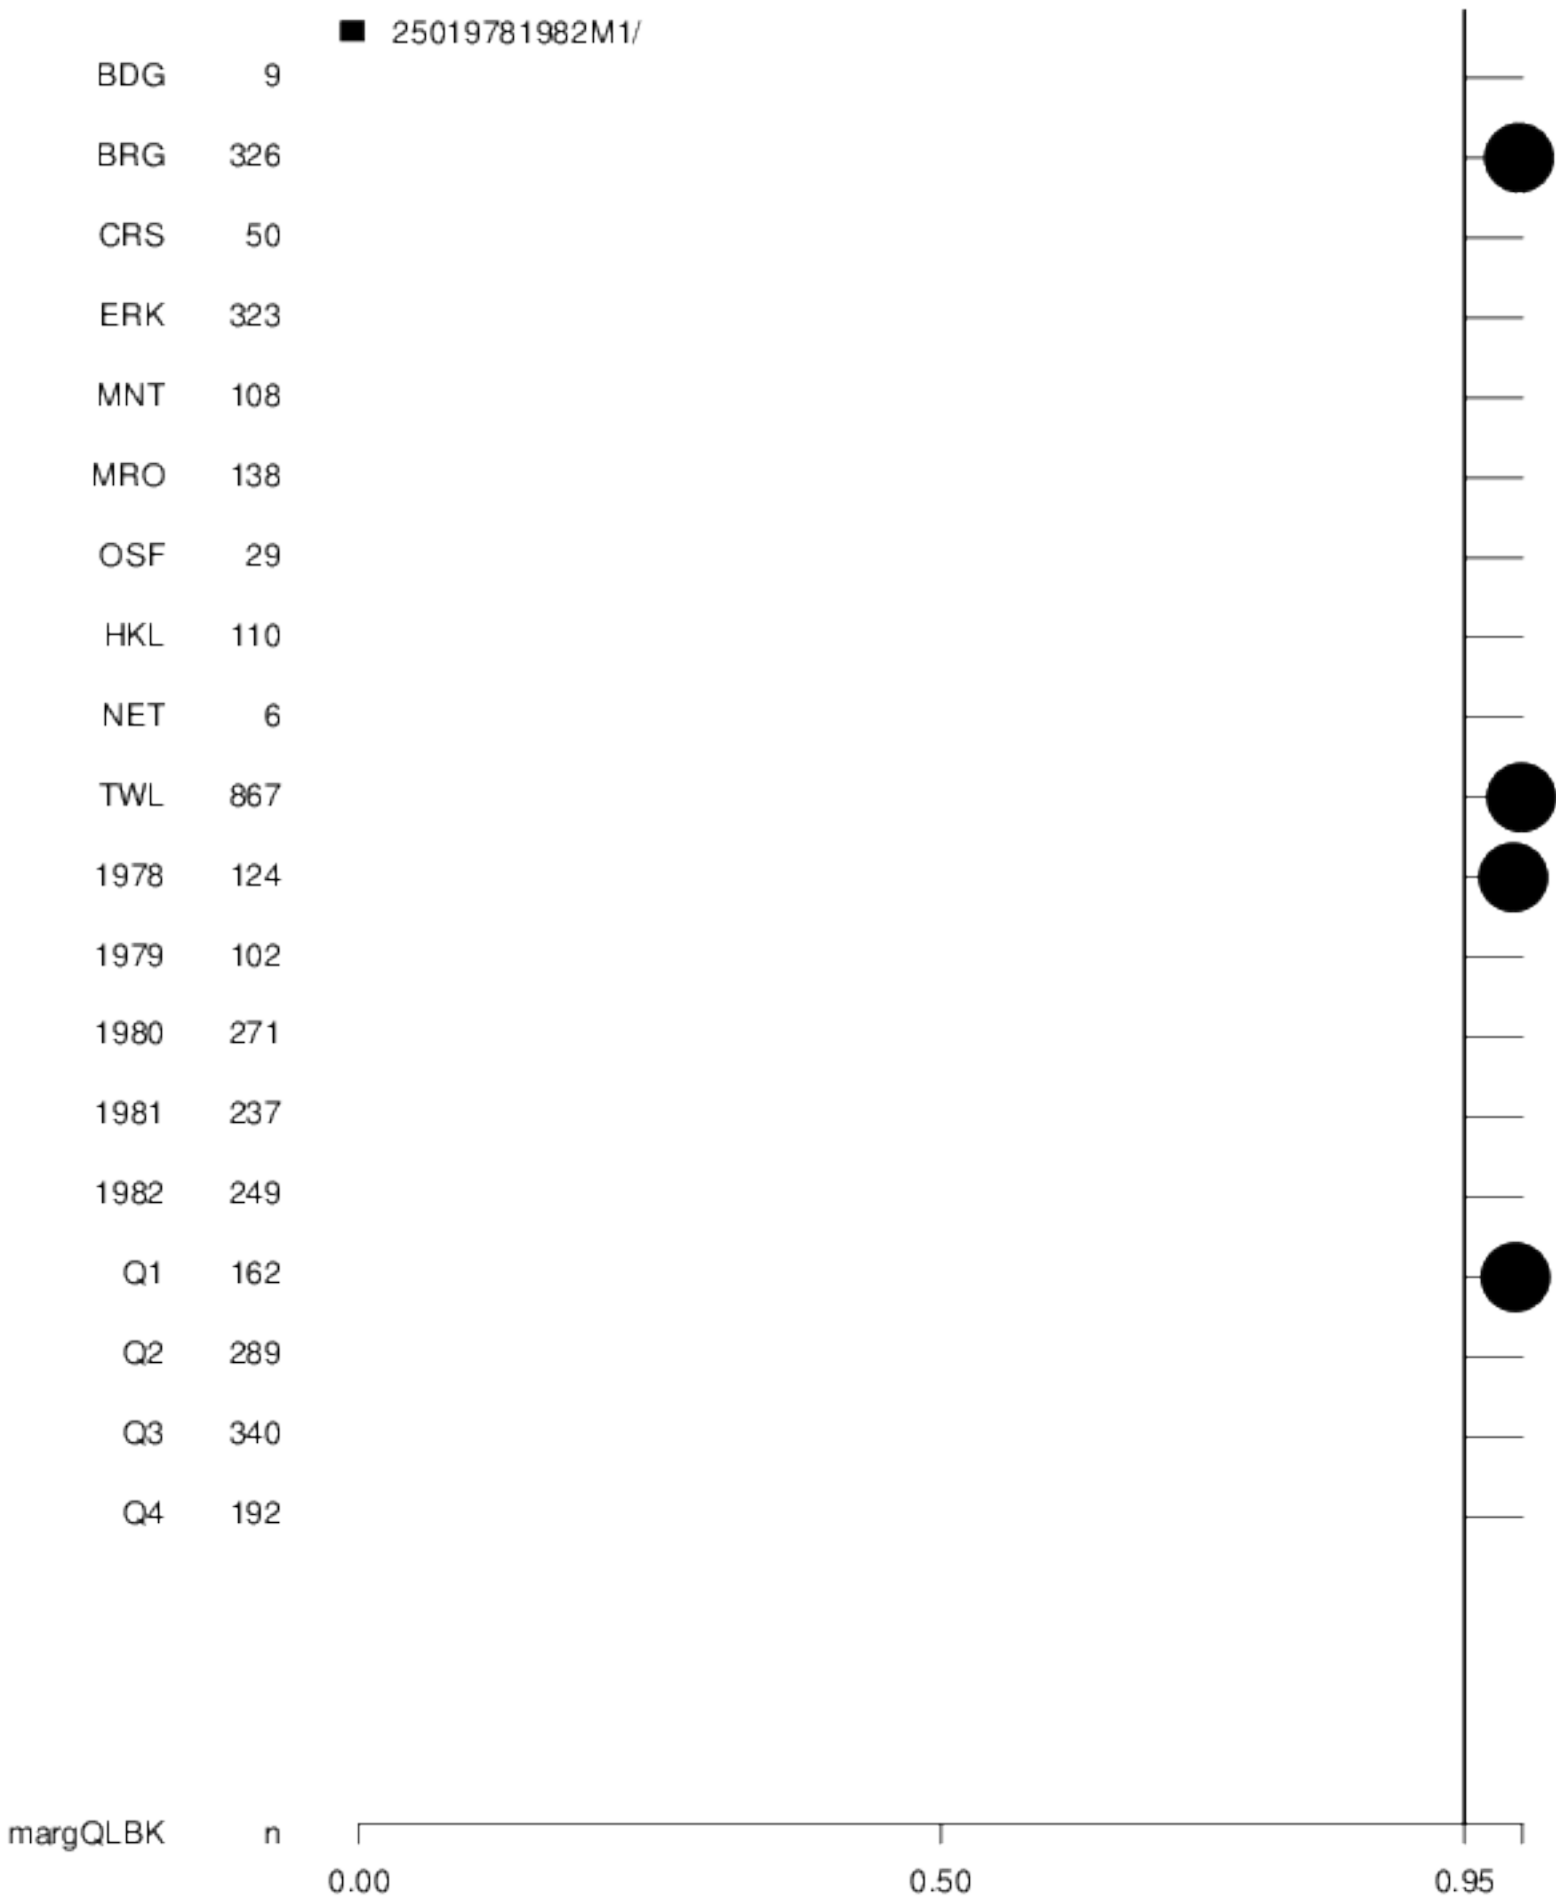 25019781982M1/
BDG 9
BRG 326
CRS 50
ERK 323
MNT 108
MRO 138
OSF 29
HKL 110
NET 6
TWL 867
1978 124
1979 102
1980 271
1981 237
1982 249
Q1 162
Q2 289
Q3 340
Q4 192
margQLBK n
0.00 0.50 0.95